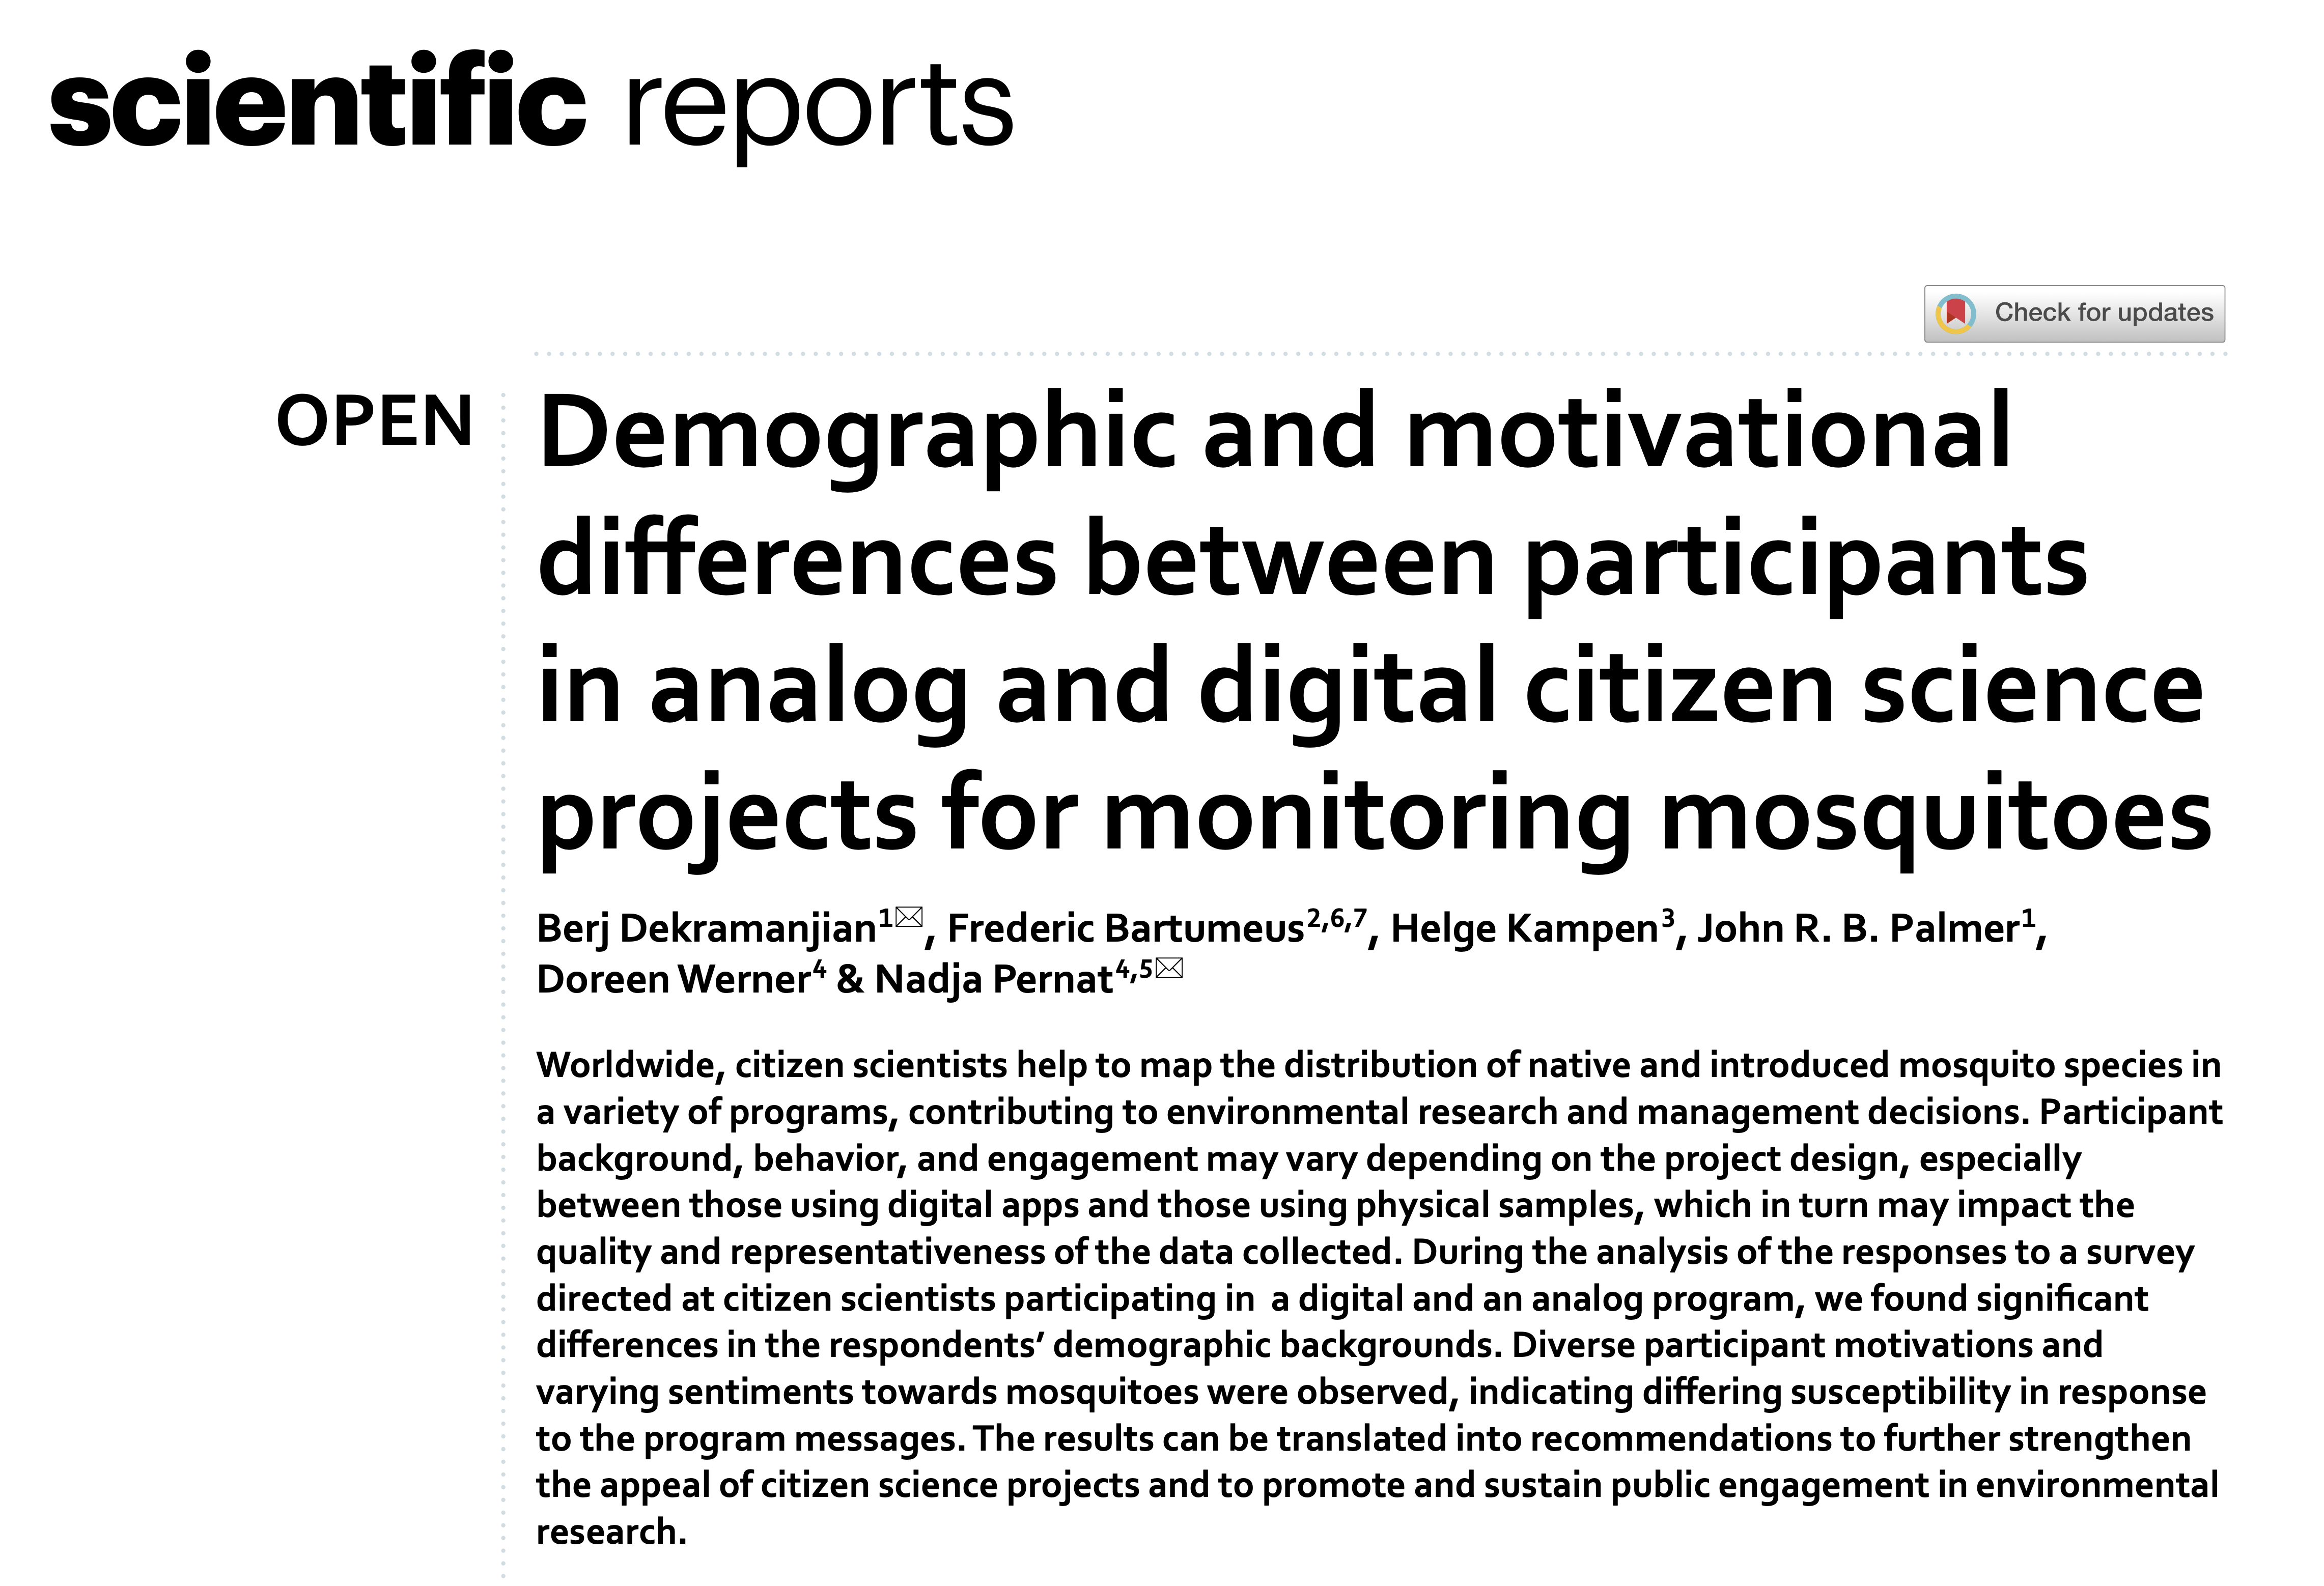 scientific reports
Check for updates
OPEN
Demographic and motivational
differences between participants
in analog and digital citizen science
projects for monitoring mosquitoes
Berj Dekramanjian1✉, Frederic Bartumeus2,6,7, Helge Kampen3, John R. B. Palmer1,
Doreen Werner4 & Nadja Pernat4,5✉
Worldwide, citizen scientists help to map the distribution of native and introduced mosquito species in
a variety of programs, contributing to environmental research and management decisions. Participant
background, behavior, and engagement may vary depending on the project design, especially
between those using digital apps and those using physical samples, which in turn may impact the
quality and representativeness of the data collected. During the analysis of the responses to a survey
directed at citizen scientists participating in a digital and an analog program, we found significant
differences in the respondents’ demographic backgrounds. Diverse participant motivations and
varying sentiments towards mosquitoes were observed, indicating differing susceptibility in response
to the program messages. The results can be translated into recommendations to further strengthen
the appeal of citizen science projects and to promote and sustain public engagement in environmental
research.